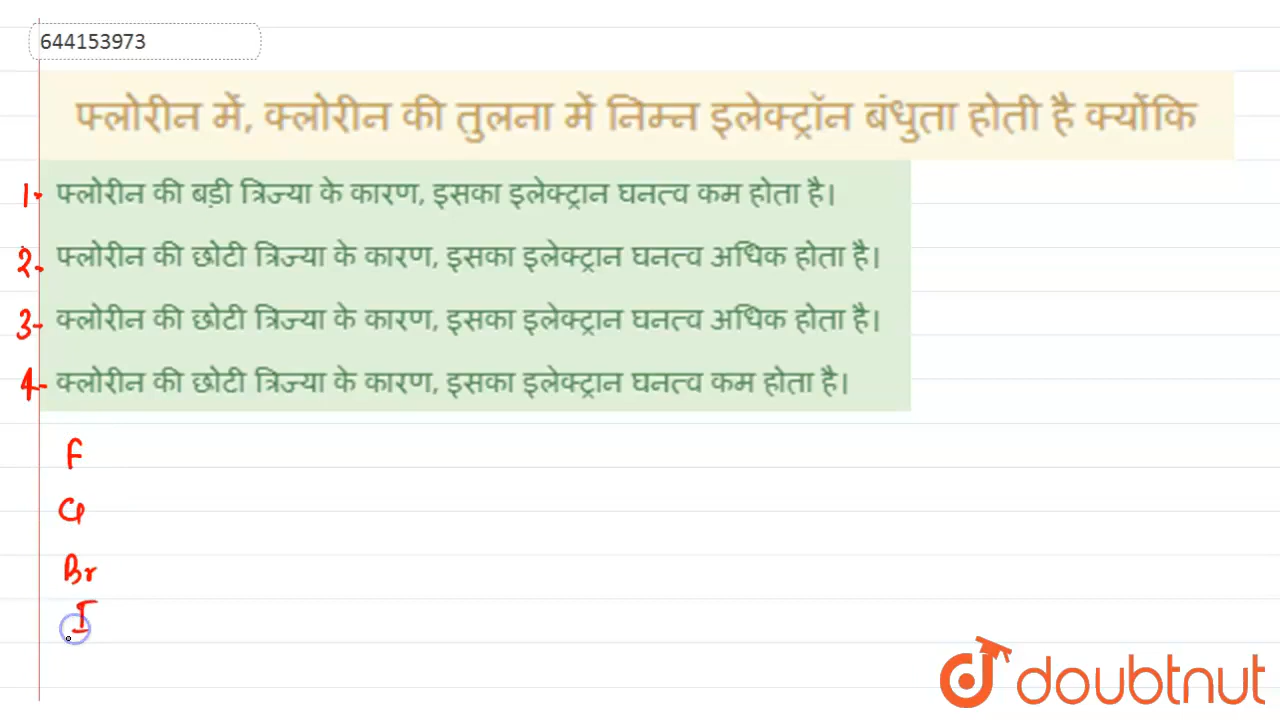 644153973
फ्लोरीन में, क्लोरीन की तुलना में निम्न इलेक्ट्रॉन बंधुता होती है क्योंकि
1- फ्लोरीन की बड़ी त्रिज्या के कारण, इसका इलेक्ट्रान घनत्व कम होता है।
2- फ्लोरीन की छोटी त्रिज्या के कारण, इसका इलेक्ट्रान घनत्व अधिक होता है।
3- क्लोरीन की छोटी त्रिज्या के कारण, इसका इलेक्ट्रान घनत्व अधिक होता है।
4- क्लोरीन की छोटी त्रिज्या के कारण, इसका इलेक्ट्रान घनत्व कम होता है।
F
Cl
Br
I
doubtnut